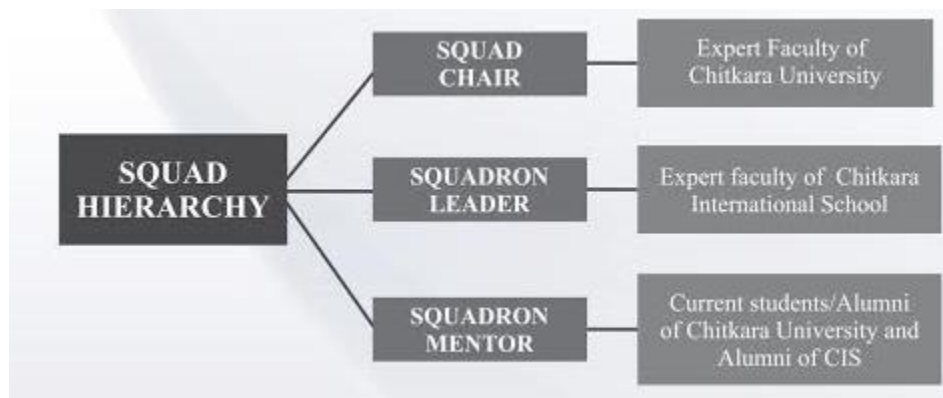 SQUAD
HIERARCHY
SQUAD
CHAIR
Expert Faculty of
Chitkara University
SQUADRON
LEADER
Expert faculty of Chitkara
International School
SQUADRON
MENTOR
Current students/Alumni
of Chitkara University and
Alumni of CIS